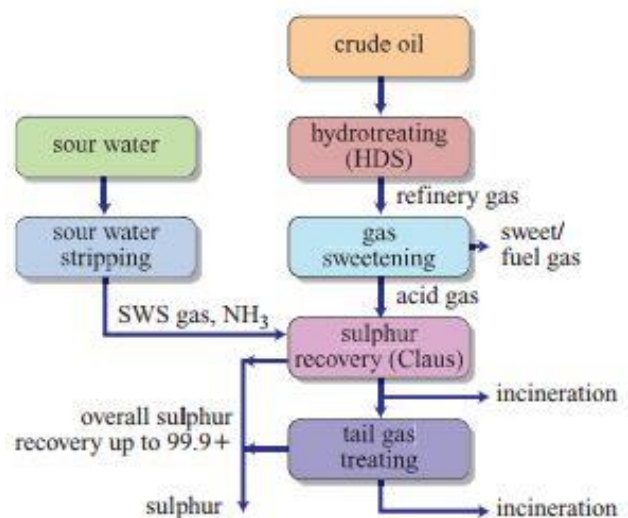 crude oil
sour water
hydrotreating
(HDS)
refinery gas
sour water
stripping
gas
sweetening
sweet/
fuel gas
acid gas
SWS gas, NH₃
sulphur
recovery (Claus)
incineration
overall sulphur
recovery up to 99.9+
tail gas
treating
sulphur
incineration